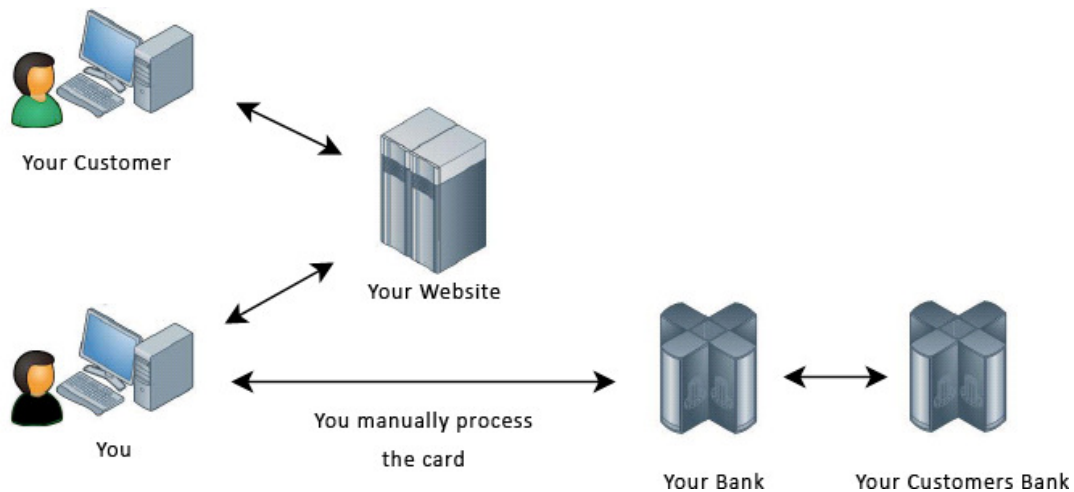 Your Customer
Your Website
You
You manually process
the card
Your Bank
Your Customers Bank